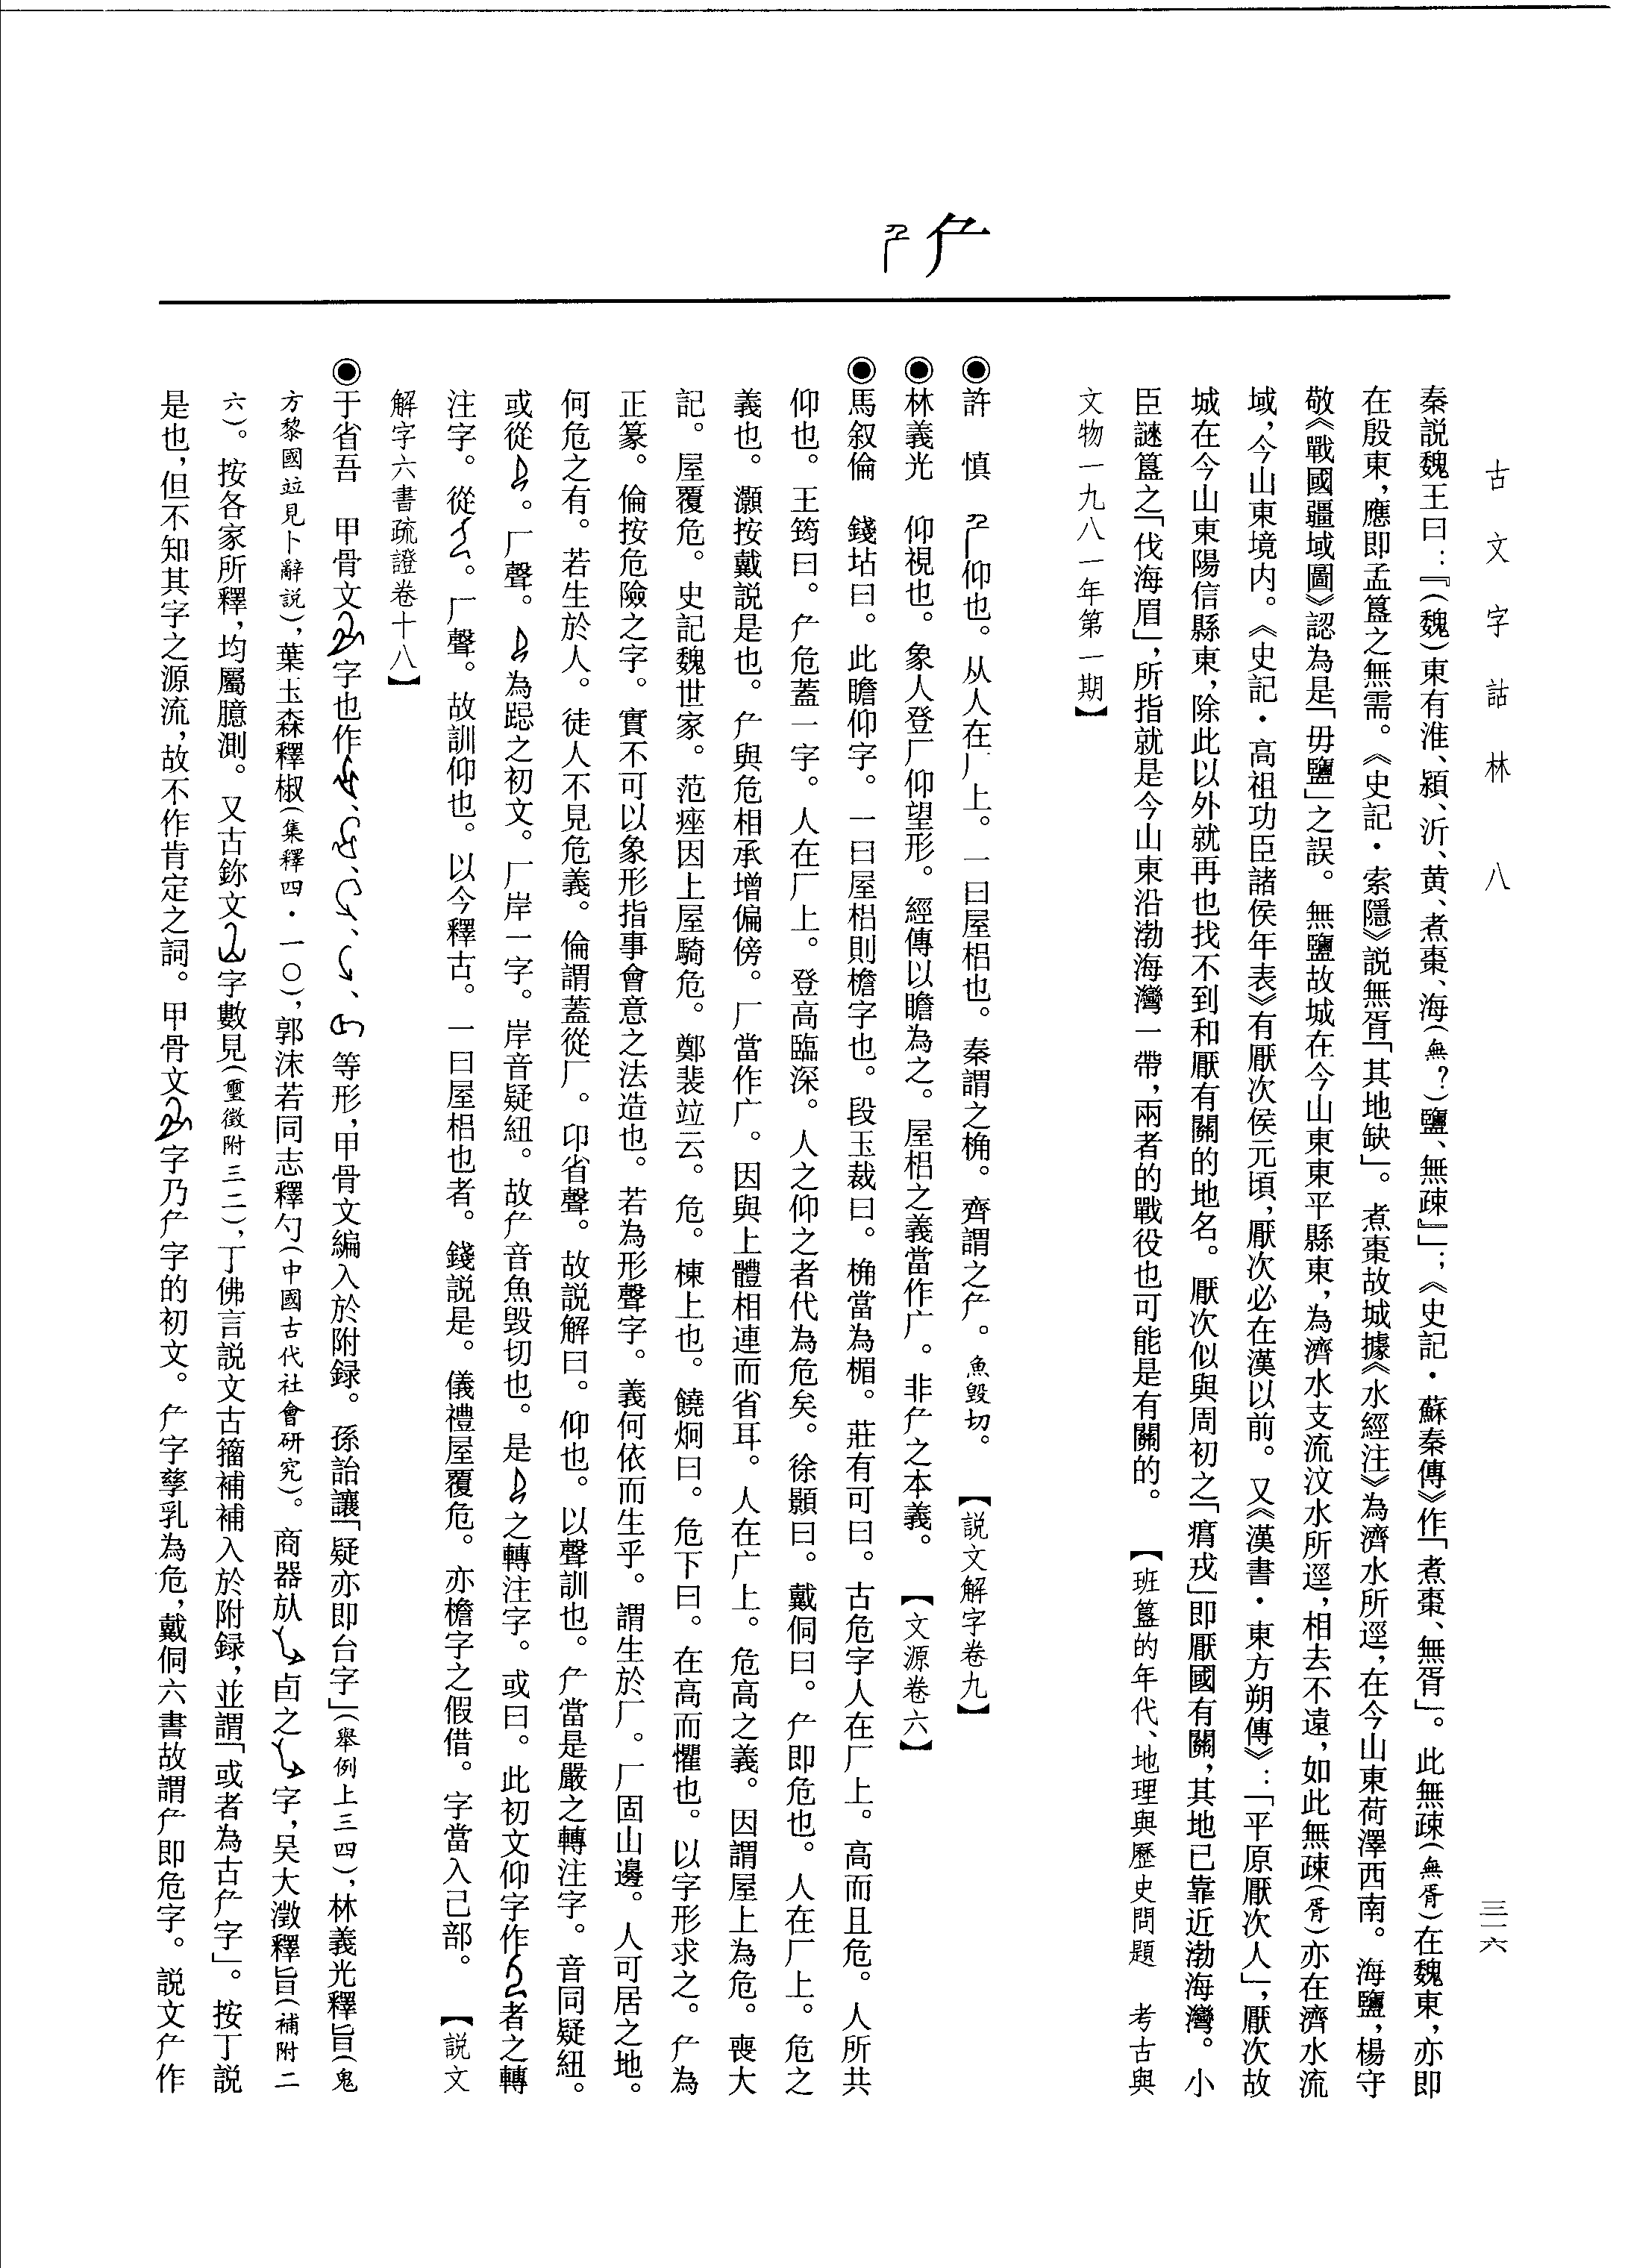 古文字詁林 八
三一六
秦説魏王曰：『（魏）東有淮、潁、沂、黄、煮棗、海（無？）鹽、無疎』」；《史記·蘇秦傳》作「煮棗、無胥」。此無疎（無胥）在魏東，亦即
在殷東，應即孟簋之無需。《史記·索隱》説無胥「其地缺」。煮棗故城據《水經注》為濟水所逕，在今山東荷澤西南。海鹽，楊守
敬《戰國疆域圖》認為是「毋鹽」之誤。無鹽故城在今山東東平縣東，為濟水支流汶水所逕，相去不遠，如此無疎（胥）亦在濟水流
域，今山東境内。《史記·高祖功臣諸侯年表》有厭次侯元頃，厭次必在漢以前。又《漢書·東方朔傳》：「平原厭次人」，厭次故
城在今山東陽信縣東，除此以外就再也找不到和厭有關的地名。厭次似與周初之「痟戎」即厭國有關，其地已靠近渤海灣。小
臣謎簋之「伐海眉」，所指就是今山東沿渤海灣一帶，兩者的戰役也可能是有關的。【班簋的年代、地理與歷史問題 考古與
文物一九八一年第一期】
厃
◉許 慎 仰也。从人在厂上。一曰屋梠也。秦謂之桷。齊謂之厃。魚毀切。【説文解字卷九】
◉林義光 仰視也。象人登厂仰望形。經傳以瞻為之。屋梠之義當作广。非厃之本義。【文源卷六】
◉馬叙倫 錢坫曰。此瞻仰字。一曰屋梠則檐字也。段玉裁曰。桷當為楣。莊有可曰。古危字人在厂上。高而且危。人所共
仰也。王筠曰。厃危蓋一字。人在厂上。登高臨深。人之仰之者代為危矣。徐顥曰。戴侗曰。厃即危也。人在厂上。危之
義也。灝按戴説是也。厃與危相承增偏傍。厂當作广。因與上體相連而省耳。人在广上。危高之義。因謂屋上為危。喪大
記。屋覆危。史記魏世家。范痤因上屋騎危。鄭裴竝云。危。棟上也。饒炯曰。危下曰。在高而懼也。以字形求之。厃為
正篆。倫按危險之字。實不可以象形指事會意之法造也。若為形聲字。義何依而生乎。謂生於厂。厂固山邊。人可居之地。
何危之有。若生於人。徒人不見危義。倫謂蓋從厂。卬省聲。故説解曰。仰也。以聲訓也。厃當是嚴之轉注字。音同疑紐。
或從。厂聲。為跽之初文。厂岸一字。岸音疑紐。故厃音魚毀切也。是之轉注字。或曰。此初文仰字作者之轉
注字。從。厂聲。故訓仰也。以今釋古。一曰屋梠也者。錢説是。儀禮屋覆危。亦檐字之假借。字當入己部。【説文
解字六書疏證卷十八】
◉于省吾 甲骨文字也作、、、、等形，甲骨文編入於附録。孫詒讓「疑亦即台字」（舉例上三四），林義光釋旨（鬼
方黎國竝見卜辭説），葉玉森釋椒（集釋四·一〇），郭沫若同志釋勺（中國古代社會研究）。商器㫃卣之字，吴大澂釋旨（補附二
六）。按各家所釋，均屬臆測。又古鉨文字數見（璽徵附三二），丁佛言説文古籀補補入於附録，並謂「或者為古厃字」。按丁説
是也，但不知其字之源流，故不作肯定之詞。甲骨文字乃厃字的初文。厃字孳乳為危，戴侗六書故謂厃即危字。説文厃作